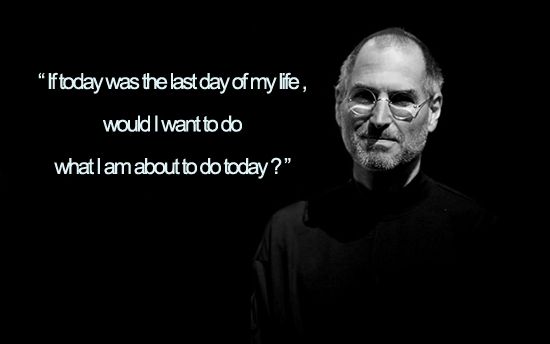 “ If today was the last day of my life ,
would I want to do
what I am about to do today ? ”